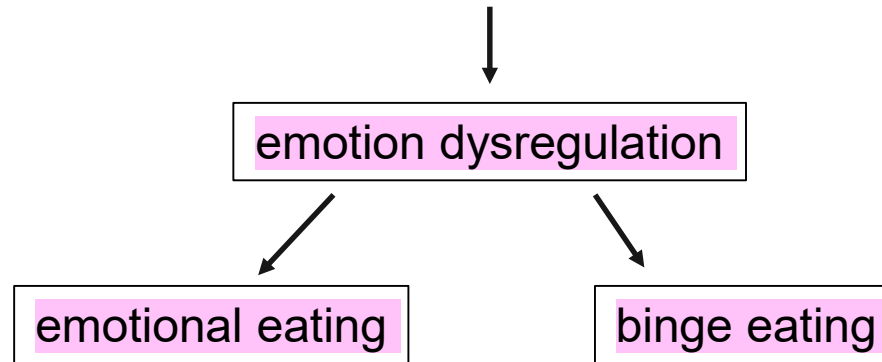 emotion dysregulation
emotional eating
binge eating